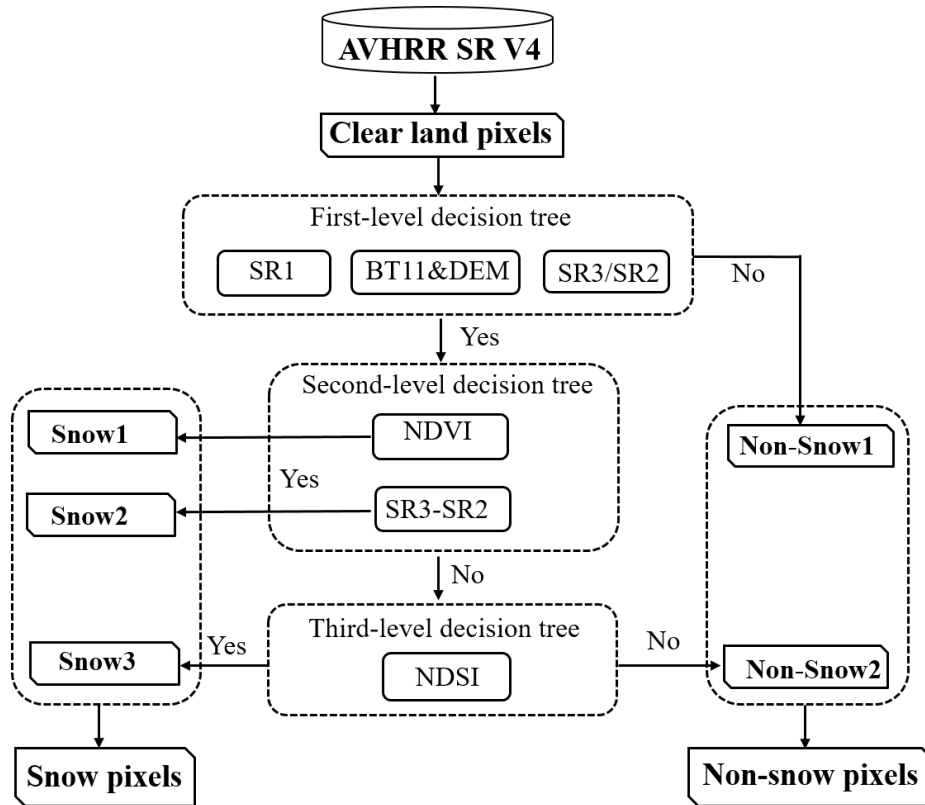 AVHRR SR V4
Clear land pixels
First-level decision tree
SR1
BT11&DEM
SR3/SR2
No
Yes
Second-level decision tree
Snow1
NDVI
Non-Snow1
Yes
Snow2
SR3-SR2
No
Third-level decision tree
Snow3
Yes
NDSI
No
Non-Snow2
Snow pixels
Non-snow pixels